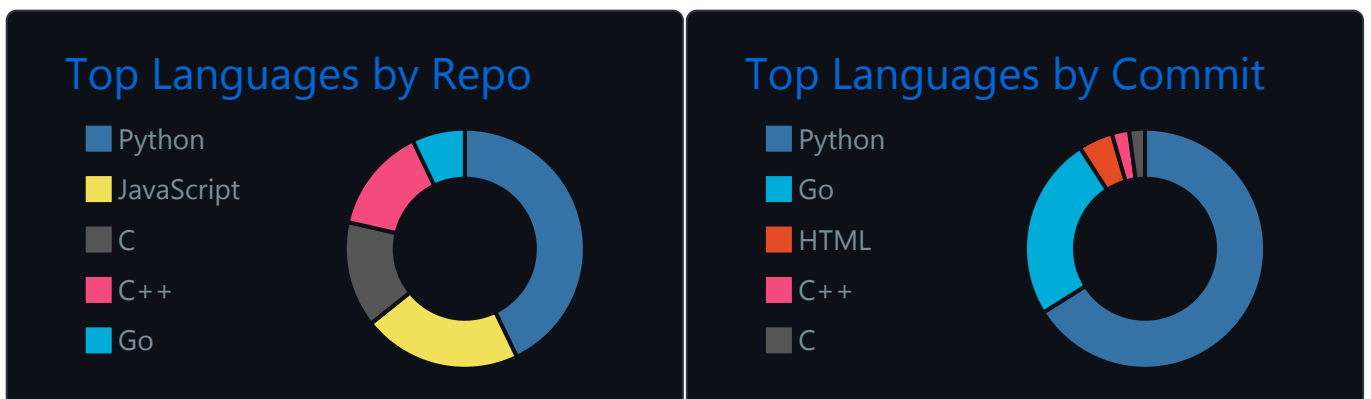 Top Languages by Repo
Python
JavaScript
C
C++
Go
Top Languages by Commit
Python
Go
HTML
C++
C